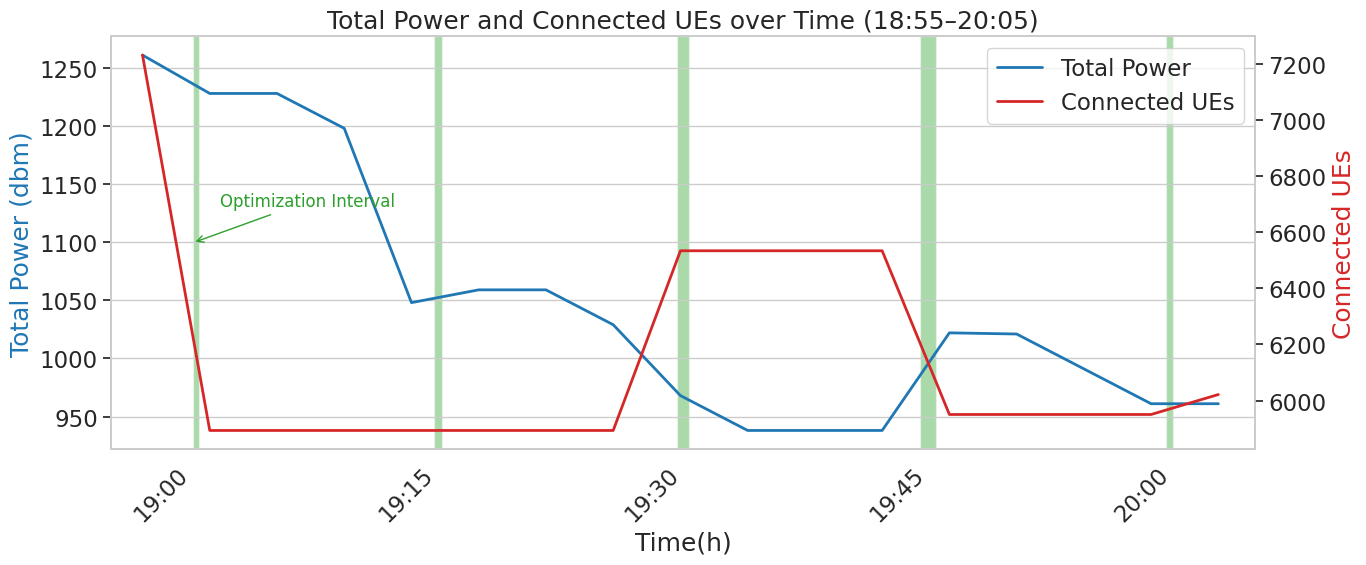 Total Power and Connected UEs over Time (18:55–20:05)
Total Power (dbm)
1250
1200
1150
1100
1050
1000
950
Optimization Interval
Total Power
Connected UEs
7200
7000
6800
6600
6400
6200
6000
Connected UEs
19:00
19:15
19:30
19:45
20:00
Time(h)